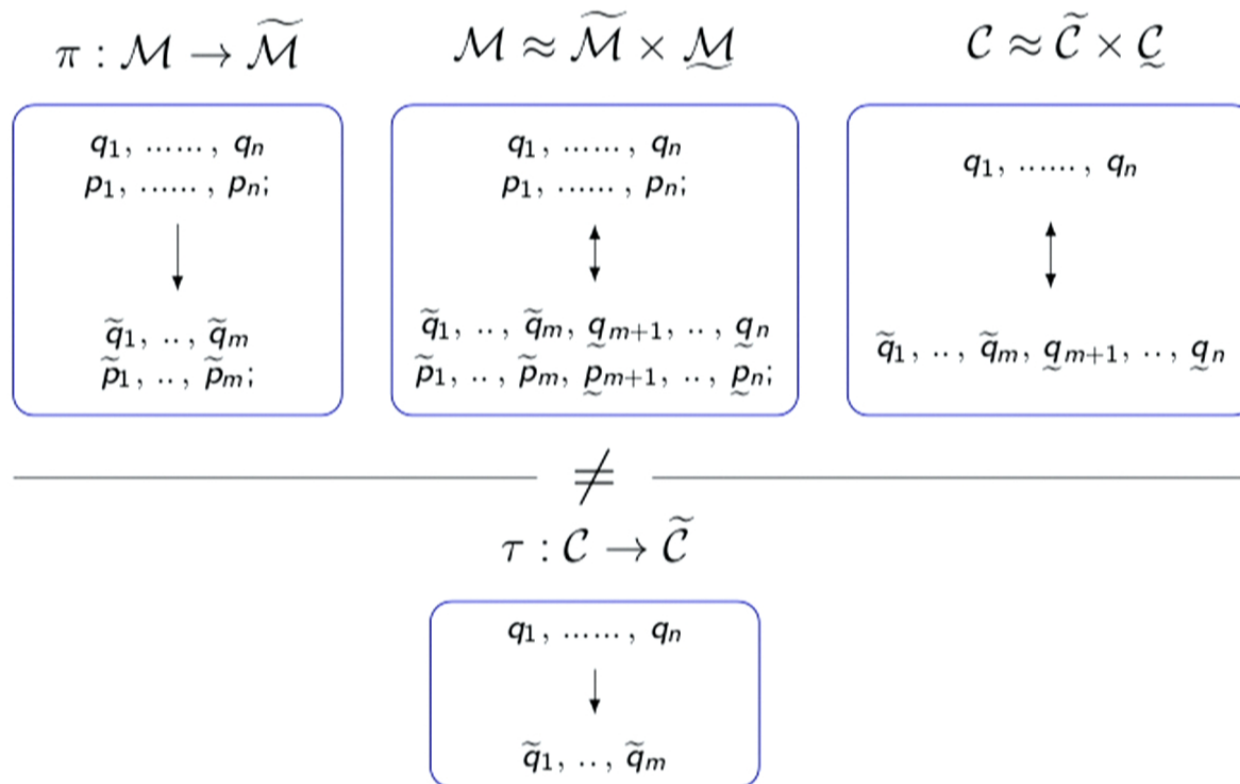 π : ℳ → ℳ̃
ℳ ≈ ℳ̃ × ℳ̰
𝒞 ≈ 𝒞̃ × 𝒞̰
q₁, ......, qₙ
p₁, ......, pₙ;
q̃₁, .., q̃ₘ
p̃₁, .., p̃ₘ;
q₁, ......, qₙ
p₁, ......, pₙ;
q̃₁, .., q̃ₘ, q̰ₘ₊₁, .., q̰ₙ
p̃₁, .., p̃ₘ, p̰ₘ₊₁, .., p̰ₙ;
q₁, ......, qₙ
q̃₁, .., q̃ₘ, q̰ₘ₊₁, .., q̰ₙ
≠
τ : 𝒞 → 𝒞̃
q₁, ......, qₙ
q̃₁, .., q̃ₘ